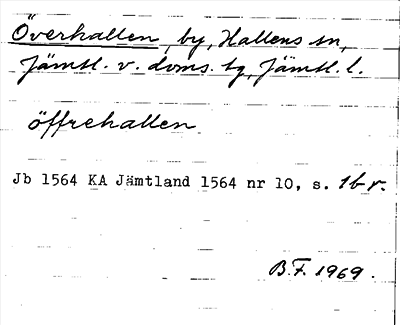 Överhallen, by, Hallens sn,
Jämtl. v. doms. tg, Jämtl. l.
öffrehallen
Jb 1564 KA Jämtland 1564 nr 10, s. 16 r.
B.F. 1969.